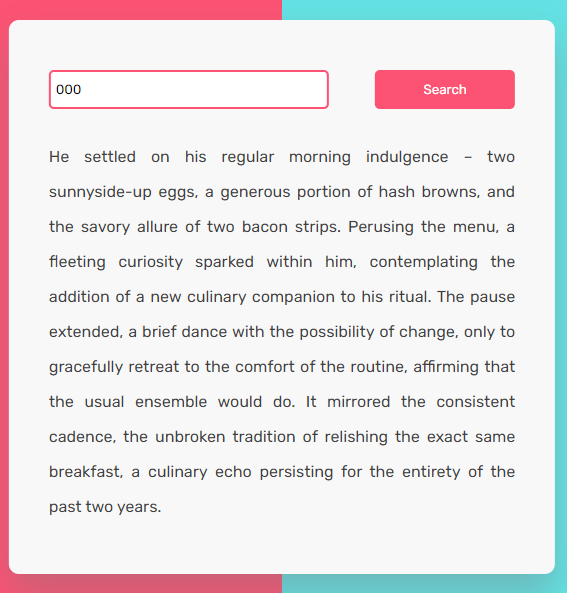 000
Search
He settled on his regular morning indulgence – two
sunnyside-up eggs, a generous portion of hash browns, and
the savory allure of two bacon strips. Perusing the menu, a
fleeting curiosity sparked within him, contemplating the
addition of a new culinary companion to his ritual. The pause
extended, a brief dance with the possibility of change, only to
gracefully retreat to the comfort of the routine, affirming that
the usual ensemble would do. It mirrored the consistent
cadence, the unbroken tradition of relishing the exact same
breakfast, a culinary echo persisting for the entirety of the
past two years.